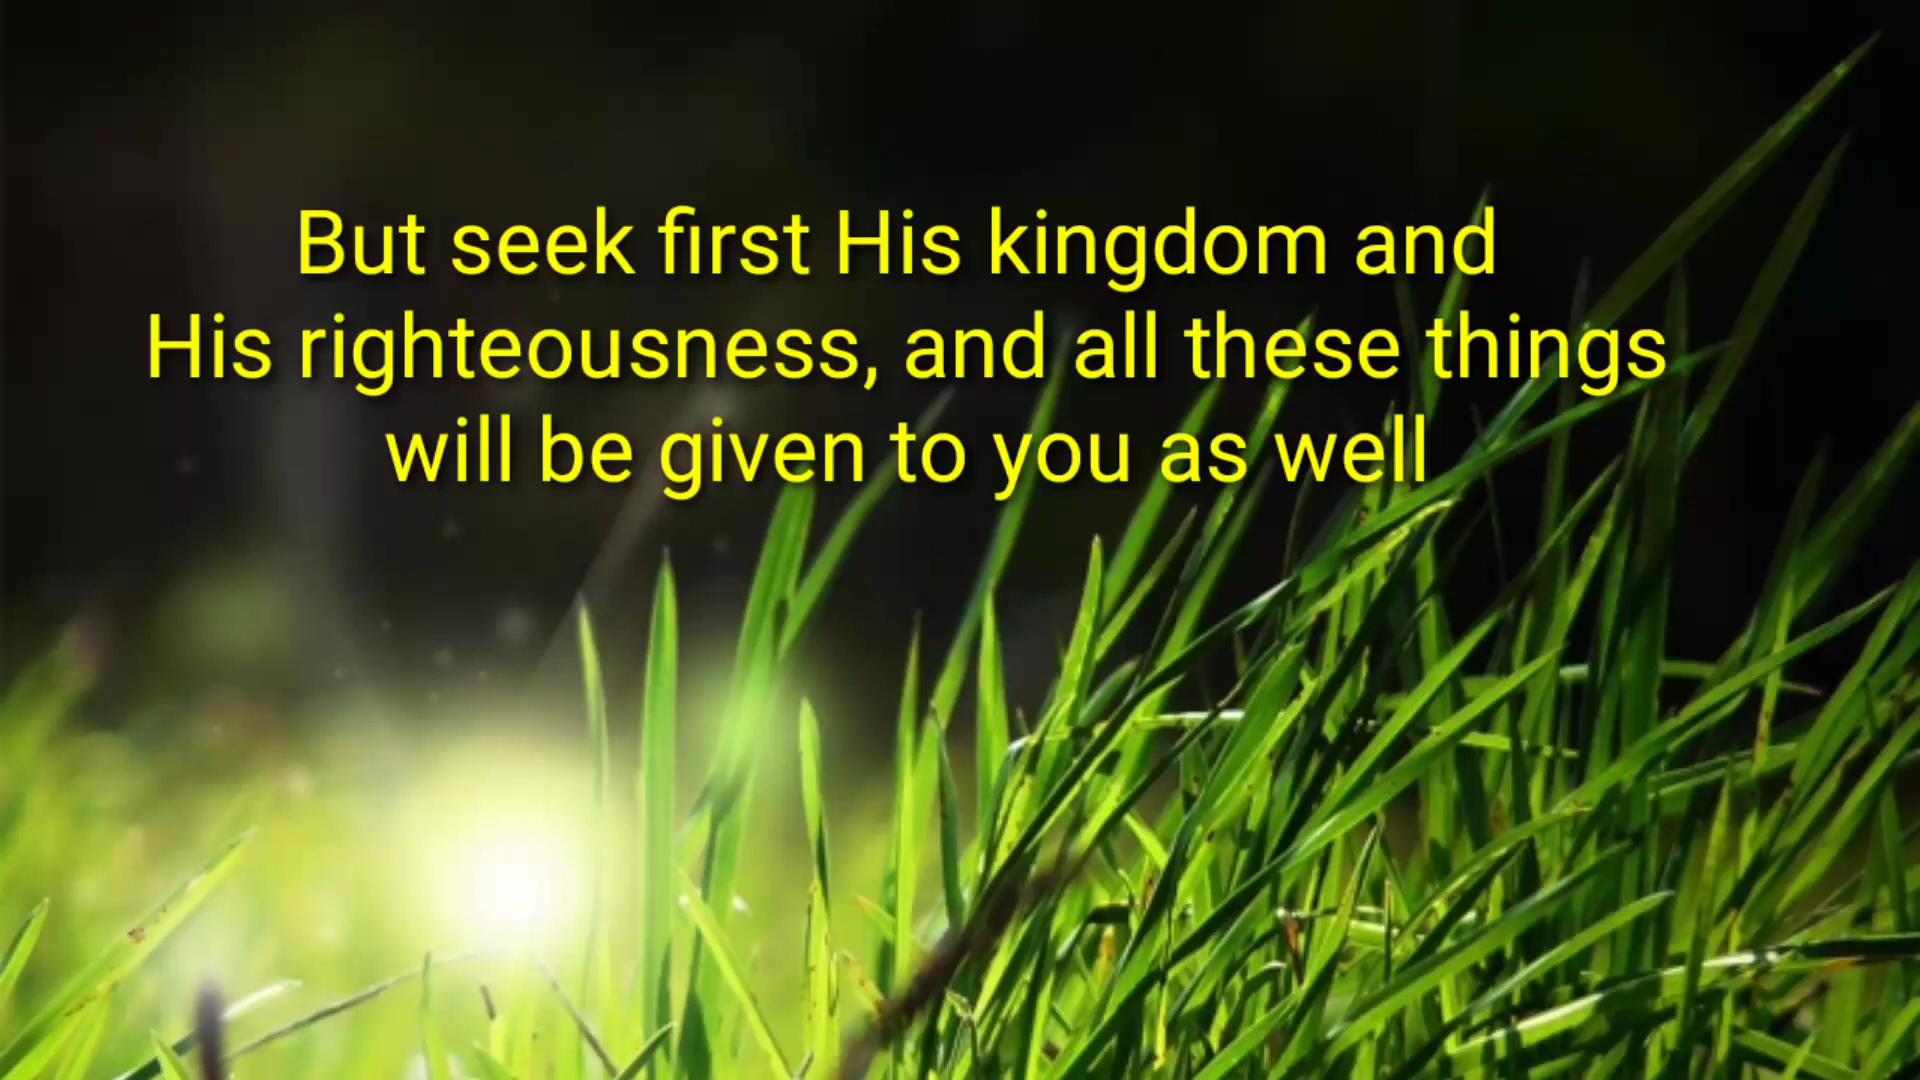 But seek first His kingdom and
His righteousness, and all these things
will be given to you as well